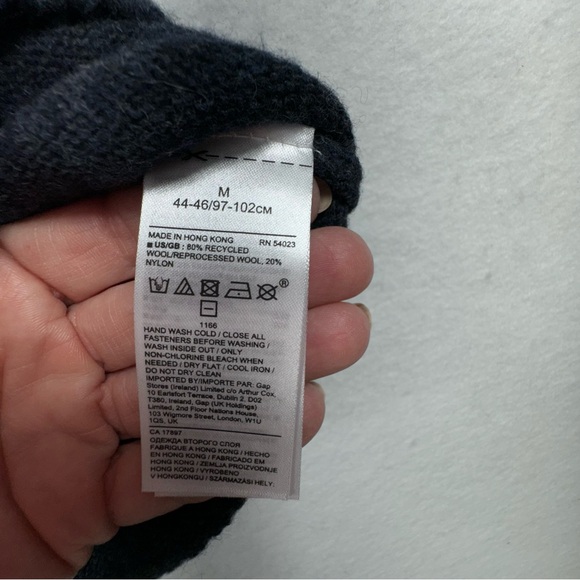 M
44-46/97-102CM
MADE IN HONG KONG RN 54023
■ US/GB : 80% RECYCLED
WOOL/REPROCESSED WOOL, 20%
NYLON
®
1166
HAND WASH COLD / CLOSE ALL
FASTENERS BEFORE WASHING /
WASH INSIDE OUT / ONLY
NON-CHLORINE BLEACH WHEN
NEEDED / DRY FLAT / COOL IRON /
DO NOT DRY CLEAN
IMPORTED BY/IMPORTE PAR: Gap
Stores (Ireland) Limited c/o Arthur Cox,
10 Earlsfort Terrace, Dublin 2, D02
T380, Ireland, Gap (UK Holdings)
Limited, 2nd Floor Nations House,
103 Wigmore Street, London, W1U
1QS, UK
CA 17897
ОДЕЖДА ВТОРОГО СЛОЯ
FABRIQUE A HONG KONG / HECHO
EN HONG KONG / FABRICADO EM
HONG KONG / ZEMLJA PROIZVODNJE
HONG KONG / VYROBENO
V HONGKONGU / SZÁRMAZÁSI HELY.